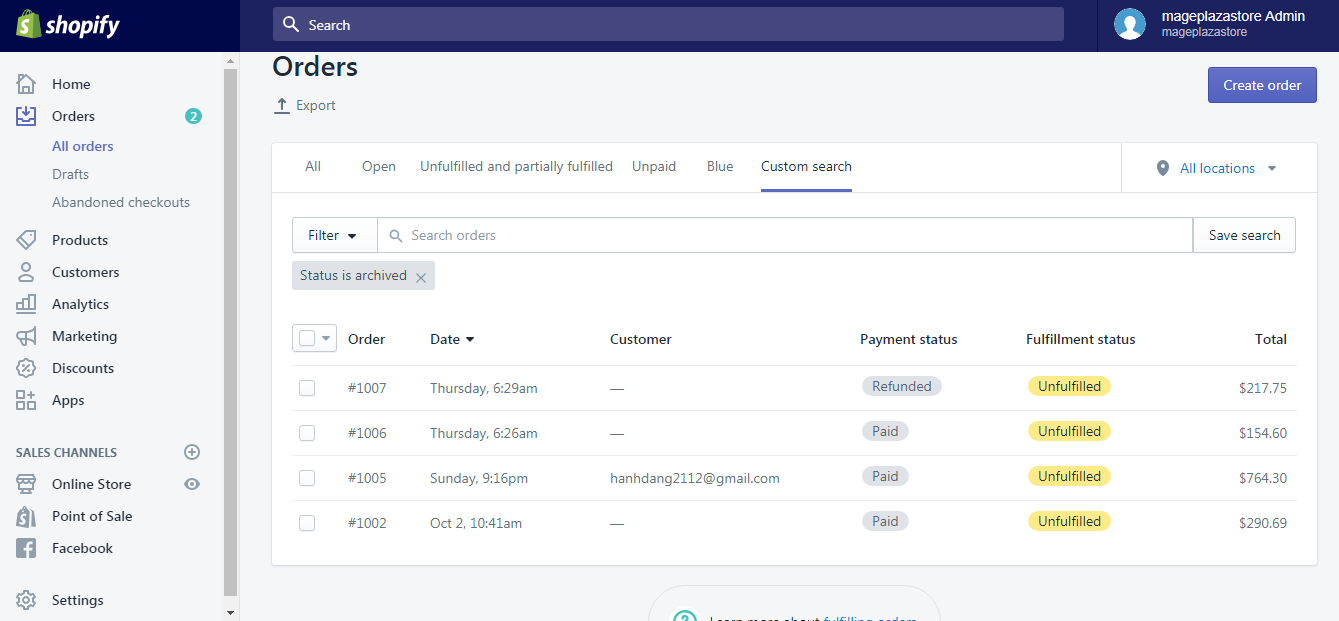 shopify
Search
mageplazastore Admin
mageplazastore
Home
Orders 2
All orders
Drafts
Abandoned checkouts
Products
Customers
Analytics
Marketing
Discounts
Apps
SALES CHANNELS
Online Store
Point of Sale
Facebook
Settings
Orders
Export
Create order
All Open Unfulfilled and partially fulfilled Unpaid Blue Custom search All locations
Filter Search orders Save search
Status is archived
Order Date Customer Payment status Fulfillment status Total
#1007 Thursday, 6:29am — Refunded Unfulfilled $217.75
#1006 Thursday, 6:26am — Paid Unfulfilled $154.60
#1005 Sunday, 9:16pm hanhdang2112@gmail.com Paid Unfulfilled $764.30
#1002 Oct 2, 10:41am — Paid Unfulfilled $290.69
Learn more about fulfilling orders